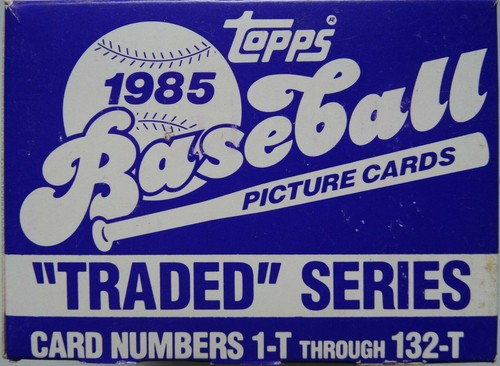 topps®
1985
Baseball
PICTURE CARDS
"TRADED" SERIES
CARD NUMBERS 1-T THROUGH 132-T